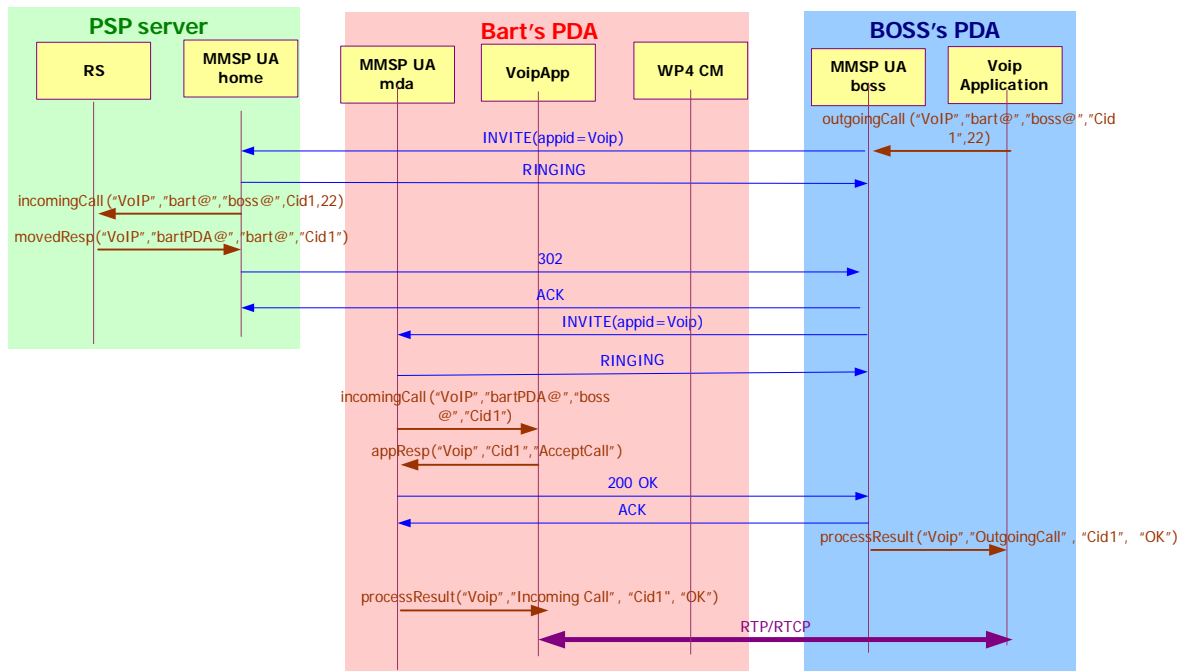 PSP server
Bart's PDA
BOSS's PDA
RS
MMSP UA
home
MMSP UA
mda
VoipApp
WP4 CM
MMSP UA
boss
Voip
Application
outgoingCall ("VoIP","bart@","boss@","Cid
1",22)
INVITE(appid=Voip)
RINGING
incomingCall ("VoIP","bart@","boss@",Cid1,22)
movedResp("VoIP","bartPDA@","bart@","Cid1")
302
ACK
INVITE(appid=Voip)
RINGING
incomingCall ("VoIP","bartPDA@","boss
@","Cid1")
appResp("Voip","Cid1","AcceptCall")
200 OK
ACK
processResult ("Voip","OutgoingCall" , "Cid1", "OK")
processResult("Voip","Incoming Call", "Cid1", "OK")
RTP/RTCP